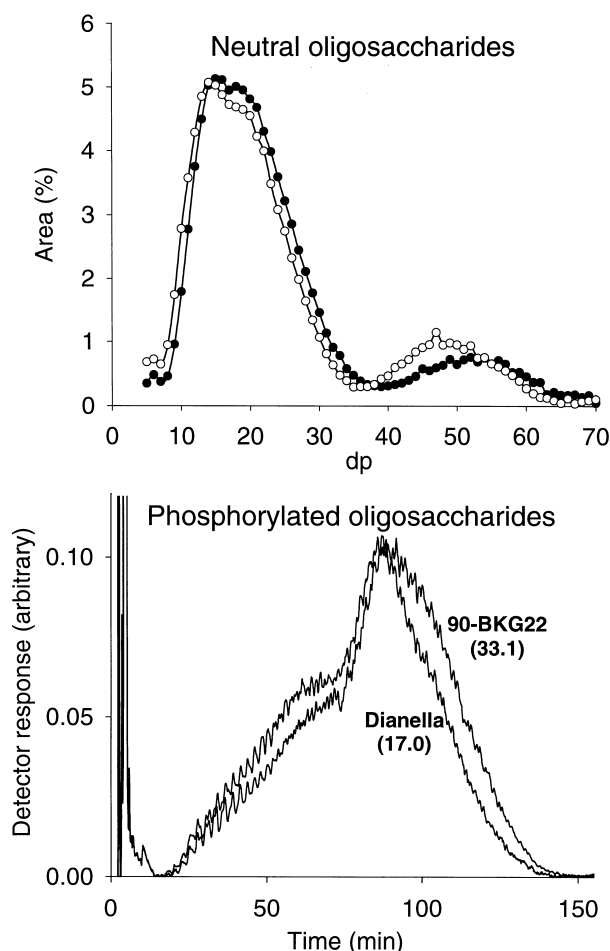 Neutral oligosaccharides
Area (%)
6
5
4
3
2
1
0
0 10 20 30 40 50 60 70
dp
Phosphorylated oligosaccharides
Detector response (arbitrary)
0.10
90-BKG22
(33.1)
0.05
Dianella
(17.0)
0.00
0 50 100 150
Time (min)